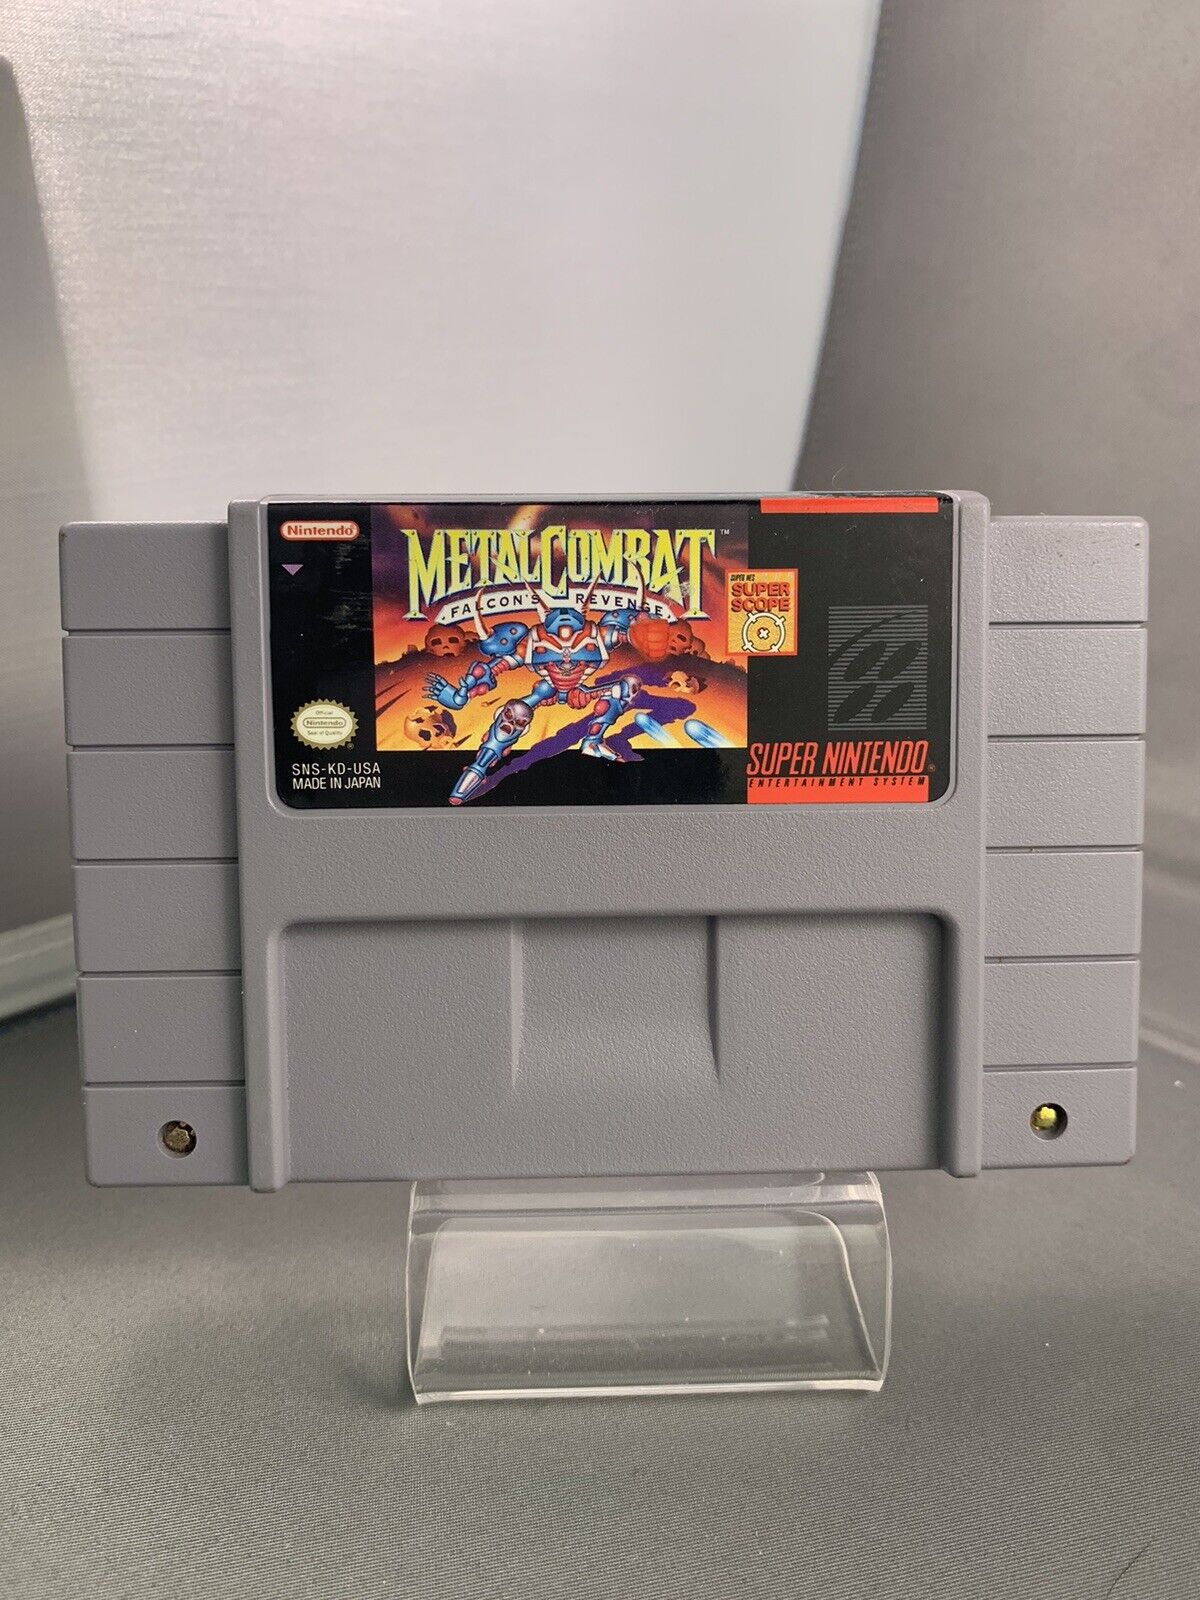 Nintendo
METAL COMBAT™
FALCON'S REVENGE
SUPER NES
SUPER
SCOPE
Official
Nintendo
Seal of Quality
®
SNS-KD-USA
MADE IN JAPAN
SUPER NINTENDO®
ENTERTAINMENT SYSTEM